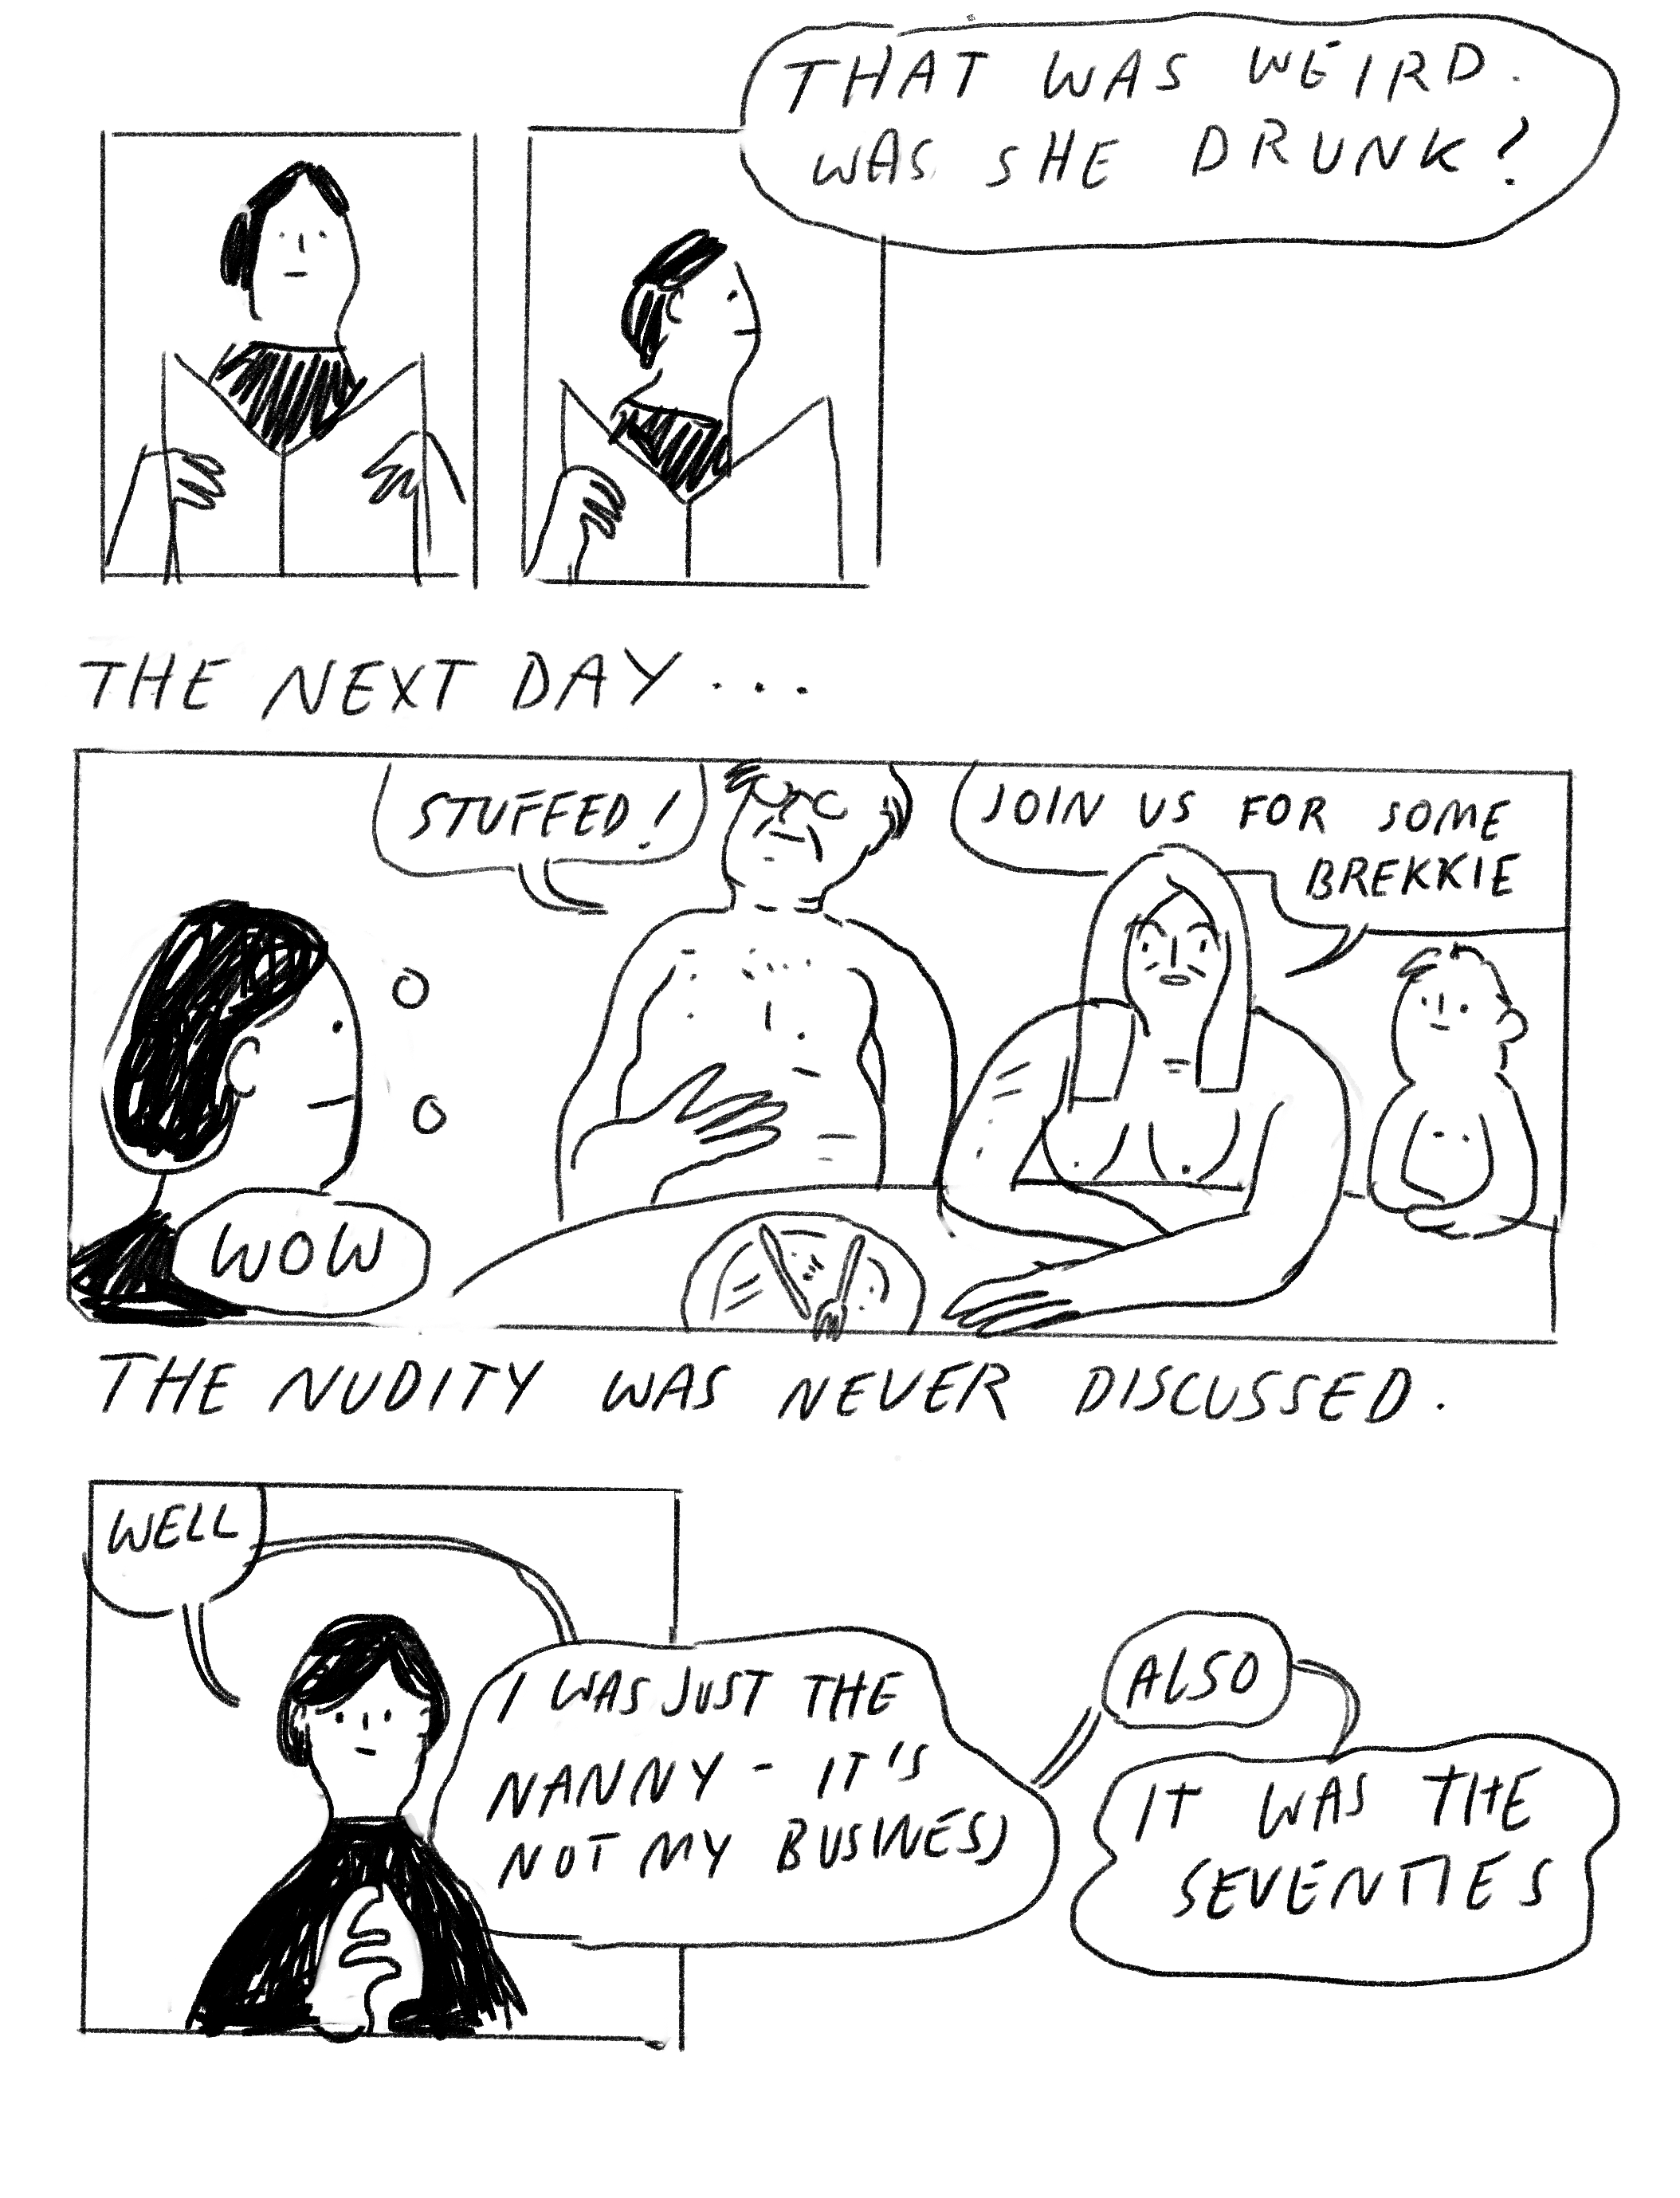 THAT WAS WEIRD.
WAS SHE DRUNK?
THE NEXT DAY...
STUFFED!
JOIN US FOR SOME
BREKKIE
WOW
THE NUDITY WAS NEVER DISCUSSED.
WELL
I WAS JUST THE
NANNY - IT'S
NOT MY BUSINESS
ALSO
IT WAS THE
SEVENTIES